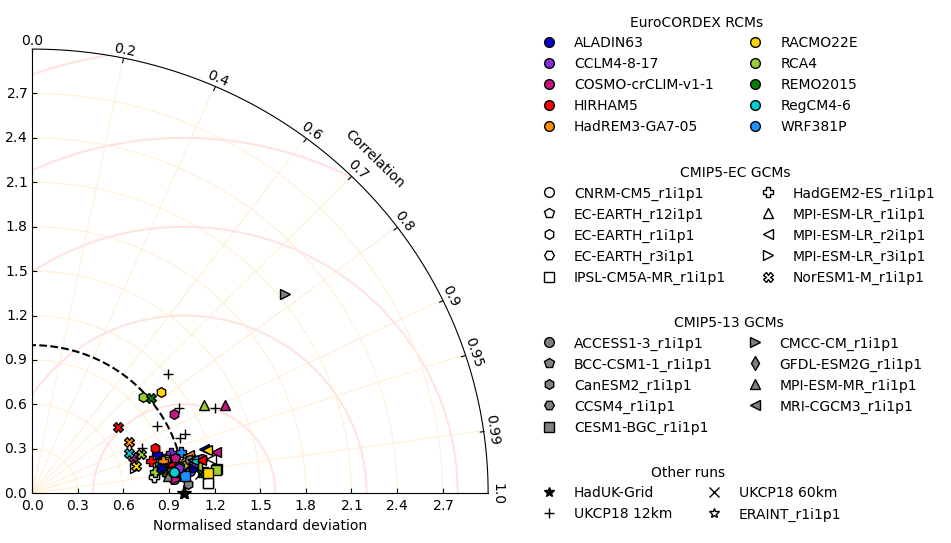 0.0
0.2
0.4
0.6
Correlation
0.7
0.8
0.9
0.95
0.99
1.0
2.7
2.4
2.1
1.8
1.5
1.2
0.9
0.6
0.3
0.0
0.0 0.3 0.6 0.9 1.2 1.5 1.8 2.1 2.4 2.7
Normalised standard deviation
EuroCORDEX RCMs
ALADIN63 RACMO22E
CCLM4-8-17 RCA4
COSMO-crCLIM-v1-1 REMO2015
HIRHAM5 RegCM4-6
HadREM3-GA7-05 WRF381P
CMIP5-EC GCMs
CNRM-CM5_r1i1p1 HadGEM2-ES_r1i1p1
EC-EARTH_r12i1p1 MPI-ESM-LR_r1i1p1
EC-EARTH_r1i1p1 MPI-ESM-LR_r2i1p1
EC-EARTH_r3i1p1 MPI-ESM-LR_r3i1p1
IPSL-CM5A-MR_r1i1p1 NorESM1-M_r1i1p1
CMIP5-13 GCMs
ACCESS1-3_r1i1p1 CMCC-CM_r1i1p1
BCC-CSM1-1_r1i1p1 GFDL-ESM2G_r1i1p1
CanESM2_r1i1p1 MPI-ESM-MR_r1i1p1
CCSM4_r1i1p1 MRI-CGCM3_r1i1p1
CESM1-BGC_r1i1p1
Other runs
HadUK-Grid UKCP18 60km
UKCP18 12km ERAINT_r1i1p1